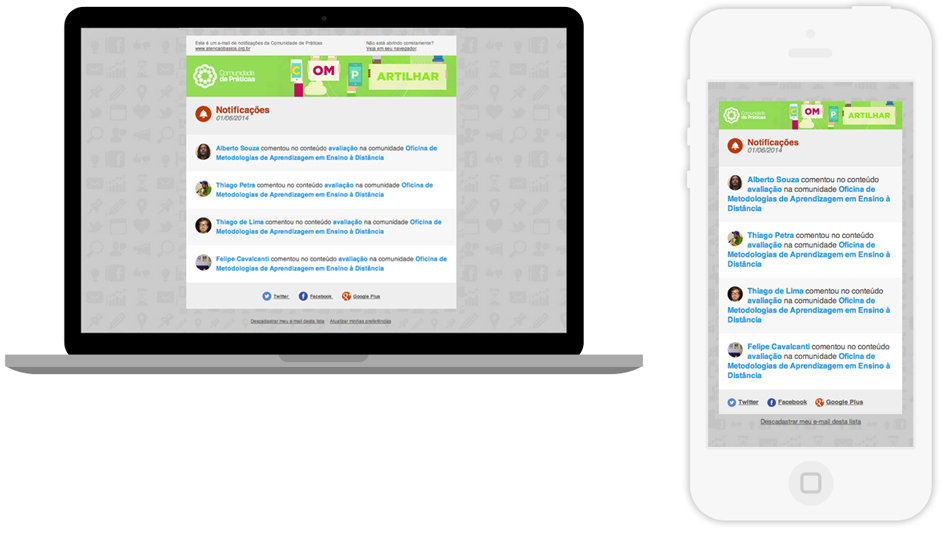 Este é um e-mail de notificações da Comunidade de Práticas
www.atencaobasica.org.br
Não está abrindo corretamente?
Veja em seu navegador.
Comunidade
de Práticas
C OM P ARTILHAR
Notificações
01/06/2014
Alberto Souza comentou no conteúdo avaliação na comunidade Oficina de
Metodologias de Aprendizagem em Ensino à Distância
Thiago Petra comentou no conteúdo avaliação na comunidade Oficina de
Metodologias de Aprendizagem em Ensino à Distância
Thiago de Lima comentou no conteúdo avaliação na comunidade Oficina de
Metodologias de Aprendizagem em Ensino à Distância
Felipe Cavalcanti comentou no conteúdo avaliação na comunidade Oficina de
Metodologias de Aprendizagem em Ensino à Distância
Twitter Facebook Google Plus
Descadastrar meu e-mail desta lista Atualizar minhas preferências
Comunidade
de Práticas
C OM P ARTILHAR
Notificações
01/06/2014
Alberto Souza comentou no conteúdo
avaliação na comunidade Oficina de
Metodologias de Aprendizagem em Ensino à
Distância
Thiago Petra comentou no conteúdo
avaliação na comunidade Oficina de
Metodologias de Aprendizagem em Ensino à
Distância
Thiago de Lima comentou no conteúdo
avaliação na comunidade Oficina de
Metodologias de Aprendizagem em Ensino à
Distância
Felipe Cavalcanti comentou no conteúdo
avaliação na comunidade Oficina de
Metodologias de Aprendizagem em Ensino à
Distância
Twitter Facebook Google Plus
Descadastrar meu e-mail desta lista